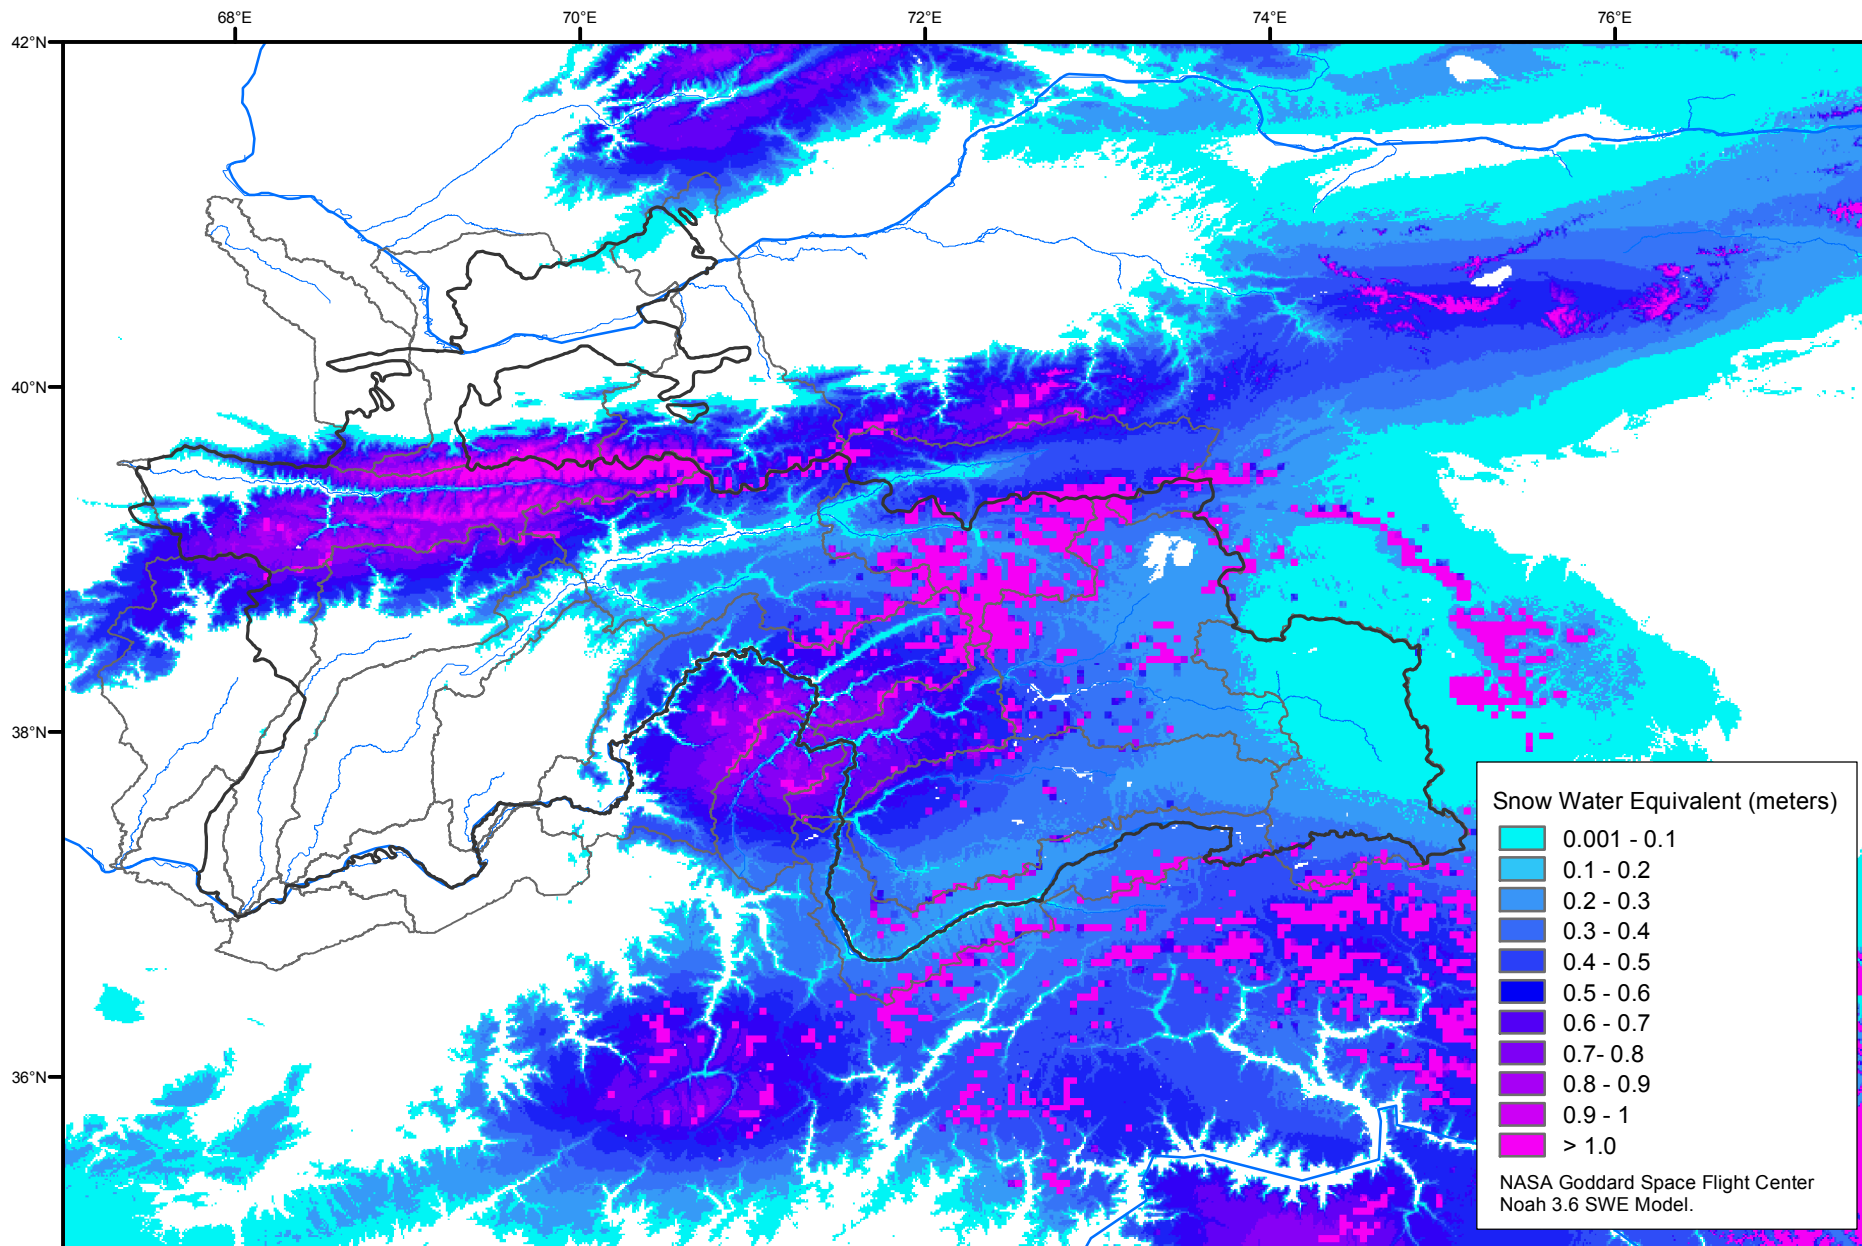 68°E 70°E 72°E 74°E 76°E
42°N
40°N
38°N
36°N
Snow Water Equivalent (meters)
0.001 - 0.1
0.1 - 0.2
0.2 - 0.3
0.3 - 0.4
0.4 - 0.5
0.5 - 0.6
0.6 - 0.7
0.7- 0.8
0.8 - 0.9
0.9 - 1
> 1.0
NASA Goddard Space Flight Center
Noah 3.6 SWE Model.